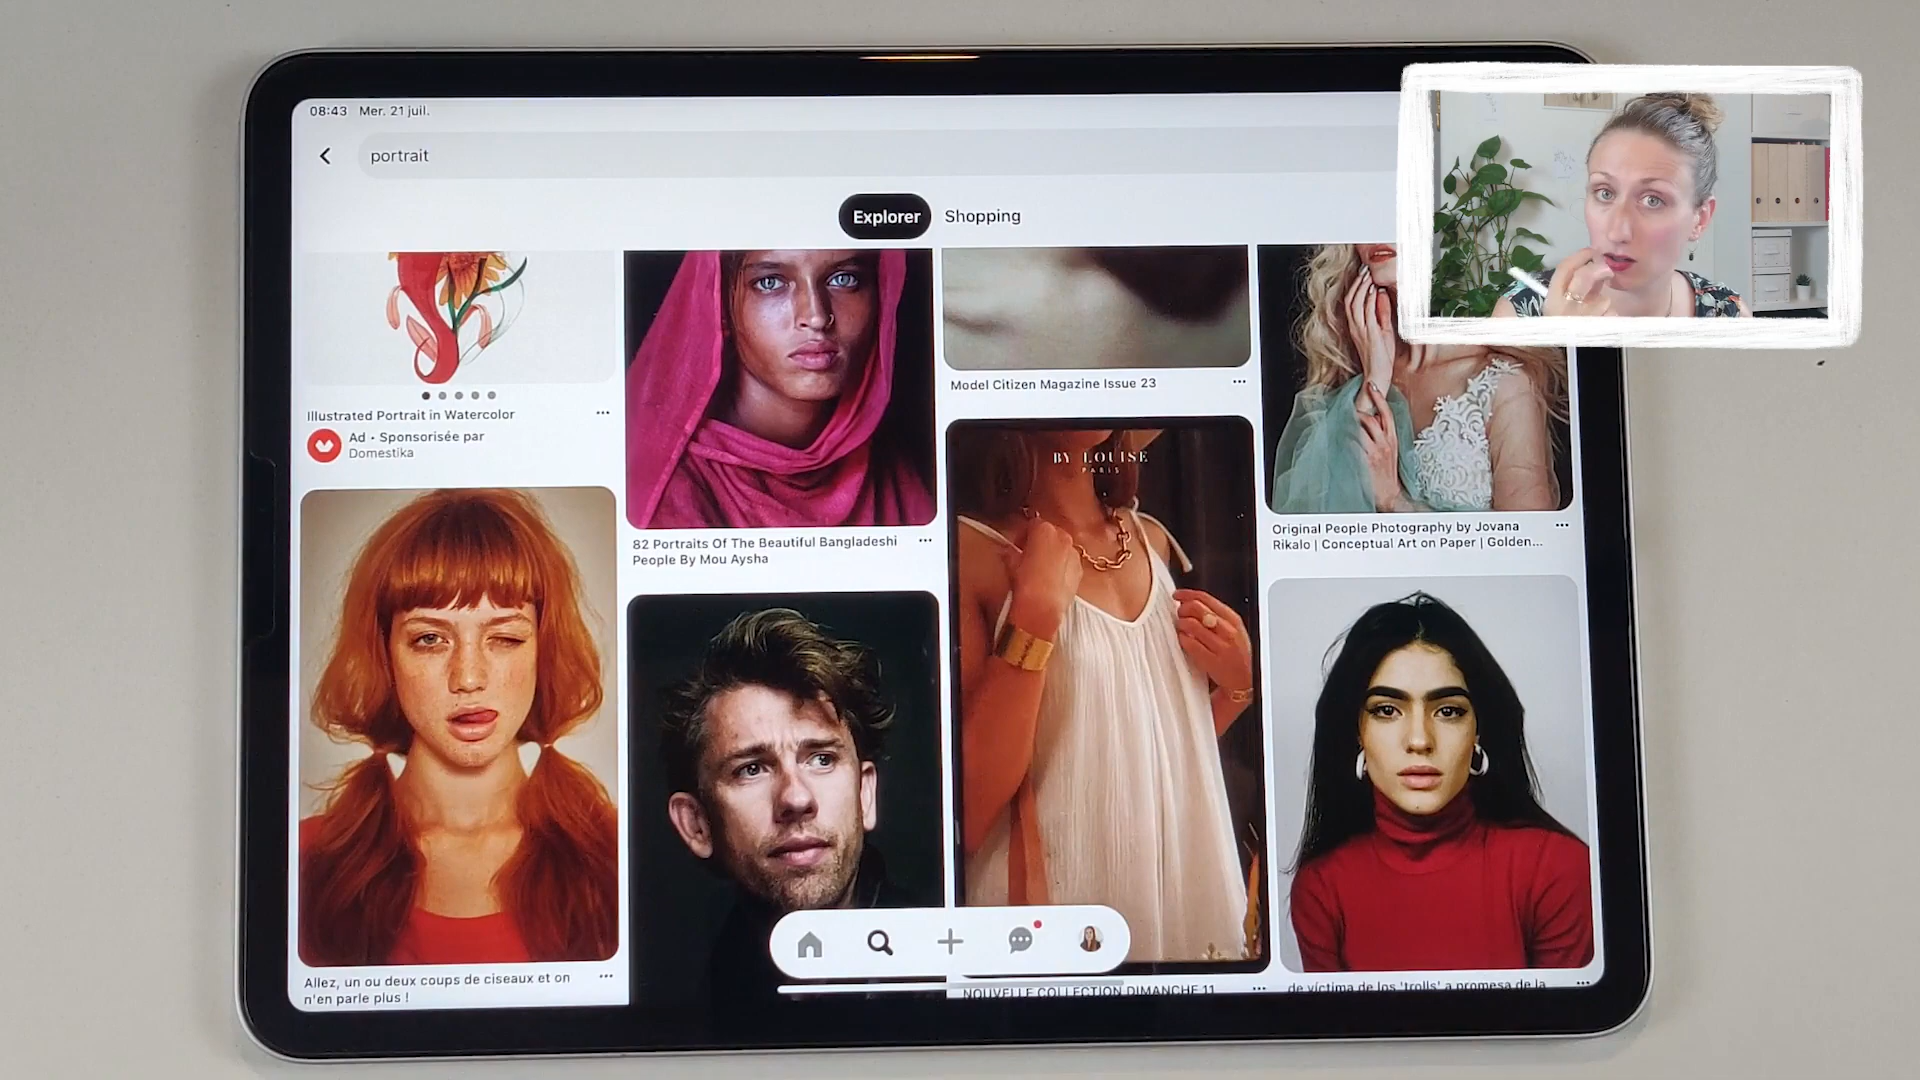 08:43 Mer. 21 juil.
portrait
Explorer
Shopping
Illustrated Portrait in Watercolor
Ad • Sponsorisée par
Domestika
82 Portraits Of The Beautiful Bangladeshi
People By Mou Aysha
Model Citizen Magazine Issue 23
BY LOUISE
PARIS
Original People Photography by Jovana
Rikalo | Conceptual Art on Paper | Golden...
Allez, un ou deux coups de ciseaux et on
n'en parle plus !
NOUVELLE COLLECTION DIMANCHE 11
de víctima de los 'trolls' a promesa de la